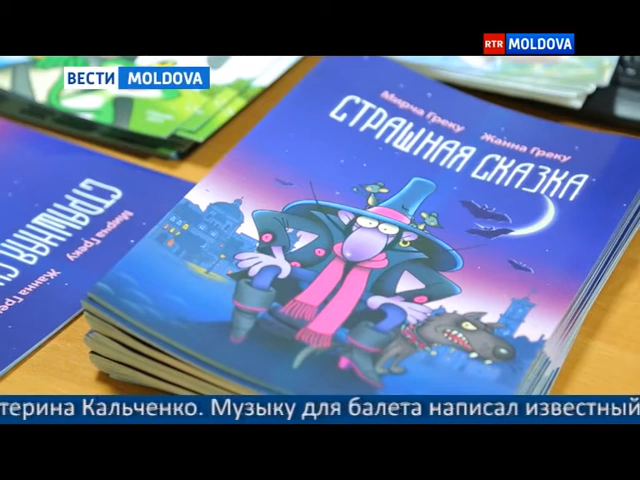 RTR MOLDOVA
ВЕСТИ MOLDOVA
Мирча Греку Жанна Греку
СТРАШНАЯ СКАЗКА
Мирча Греку
Жанна Греку
СТРАШНАЯ С
терина Кальченко. Музыку для балета написал известный